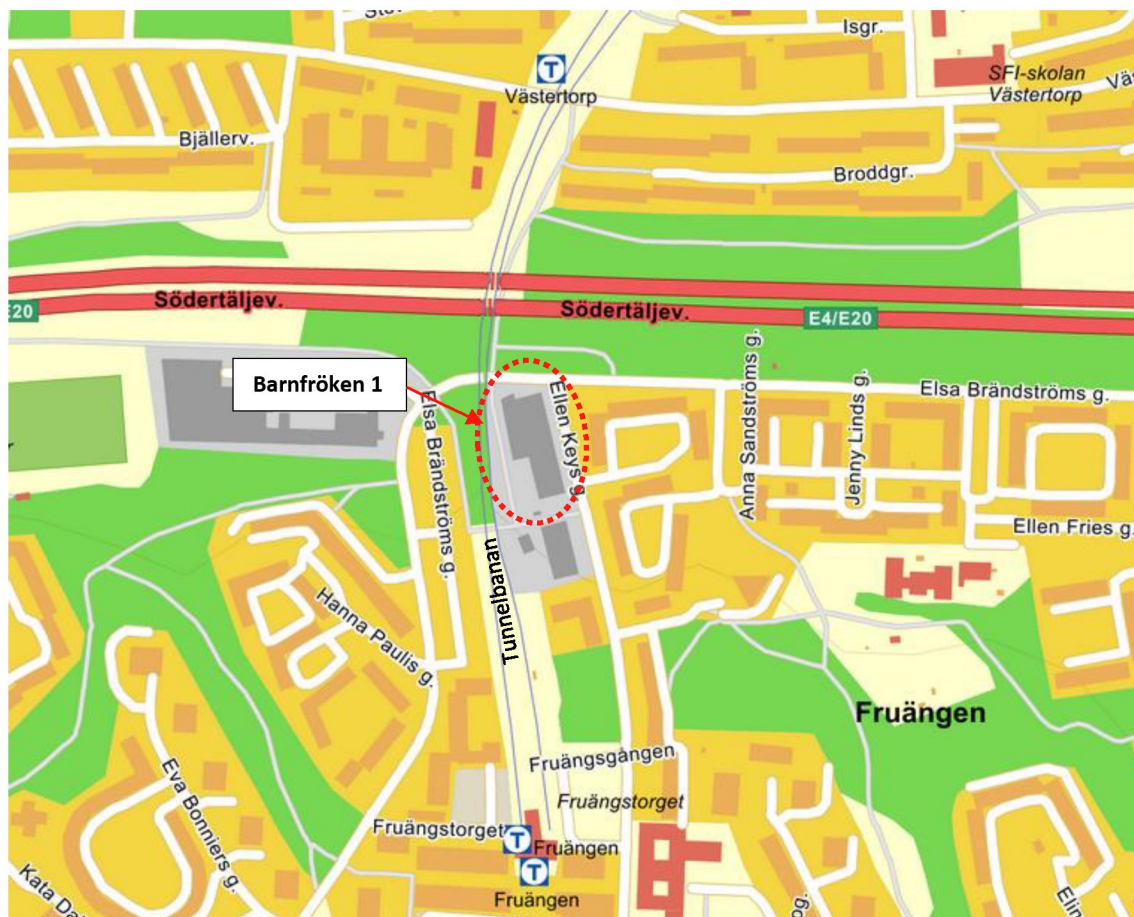 Isgr.
SFI-skolan
Västertorp
T
Västertorp
Bjällerv.
Broddgr.
Södertäljev.
Södertäljev.
E4/E20
E20
Barnfröken 1
Elsa Brändströms g.
Ellen Keys g.
Anna Sandströms g.
Jenny Linds g.
Elsa Brändströms g.
Ellen Fries g.
Tunnelbanan
Hanna Paulis g.
Fruängen
Eva Bonniers g.
Fruängsgången
Fruängstorget
Fruängstorget
T
Fruängen
T
Fruängen